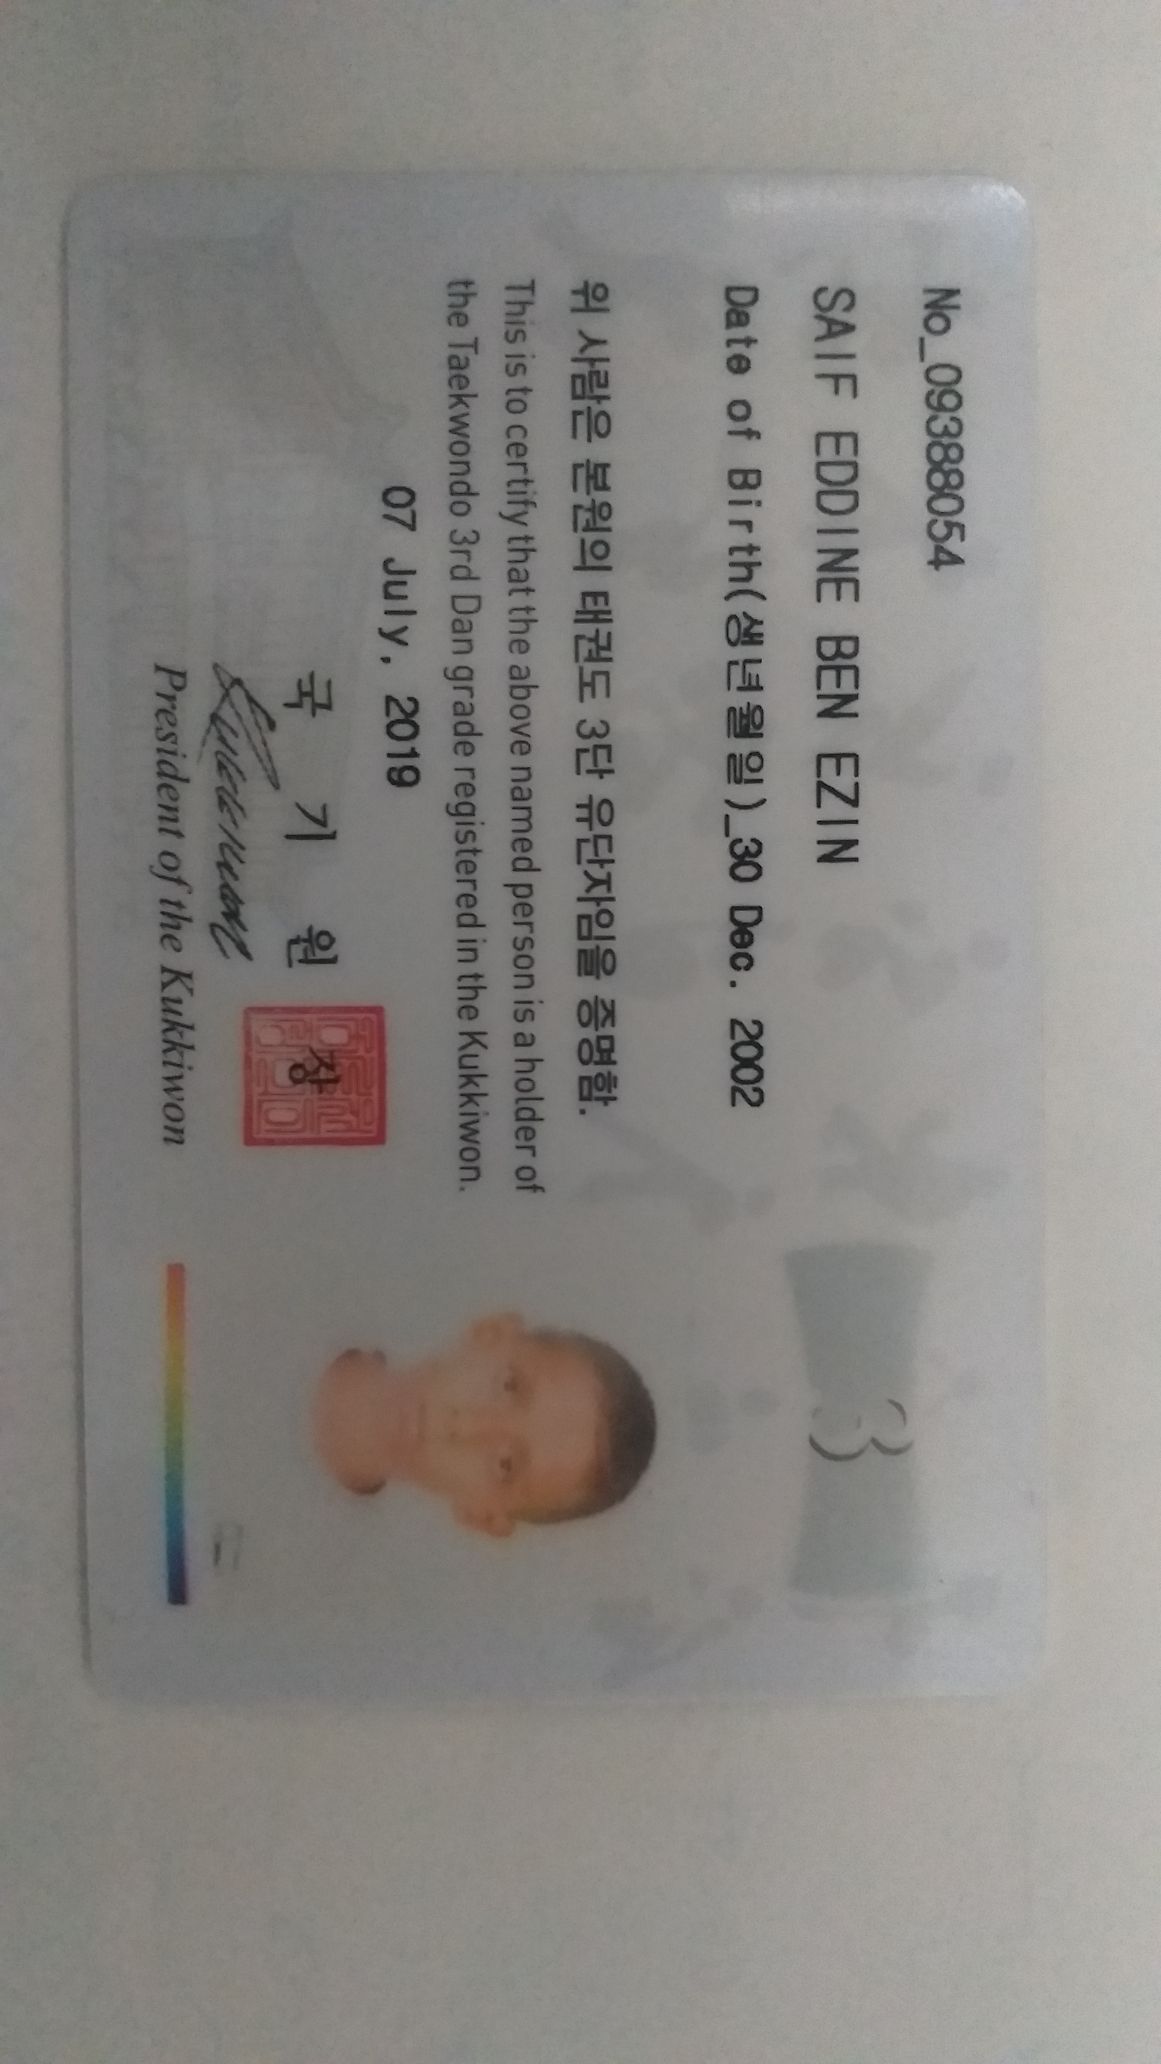 No_09388054
3
SAIF EDDINE BEN EZIN
Date of Birth(생년월일)_30 Dec. 2002
위 사람은 본원의 태권도 3단 유단자임을 증명함.
This is to certify that the above named person is a holder of
the Taekwondo 3rd Dan grade registered in the Kukkiwon.
07 July, 2019
국 기 원 장
President of the Kukkiwon